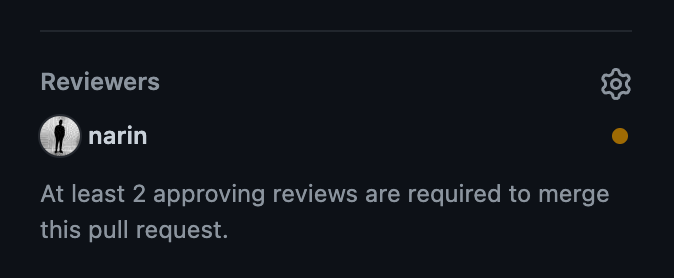 Reviewers
narin
At least 2 approving reviews are required to merge
this pull request.